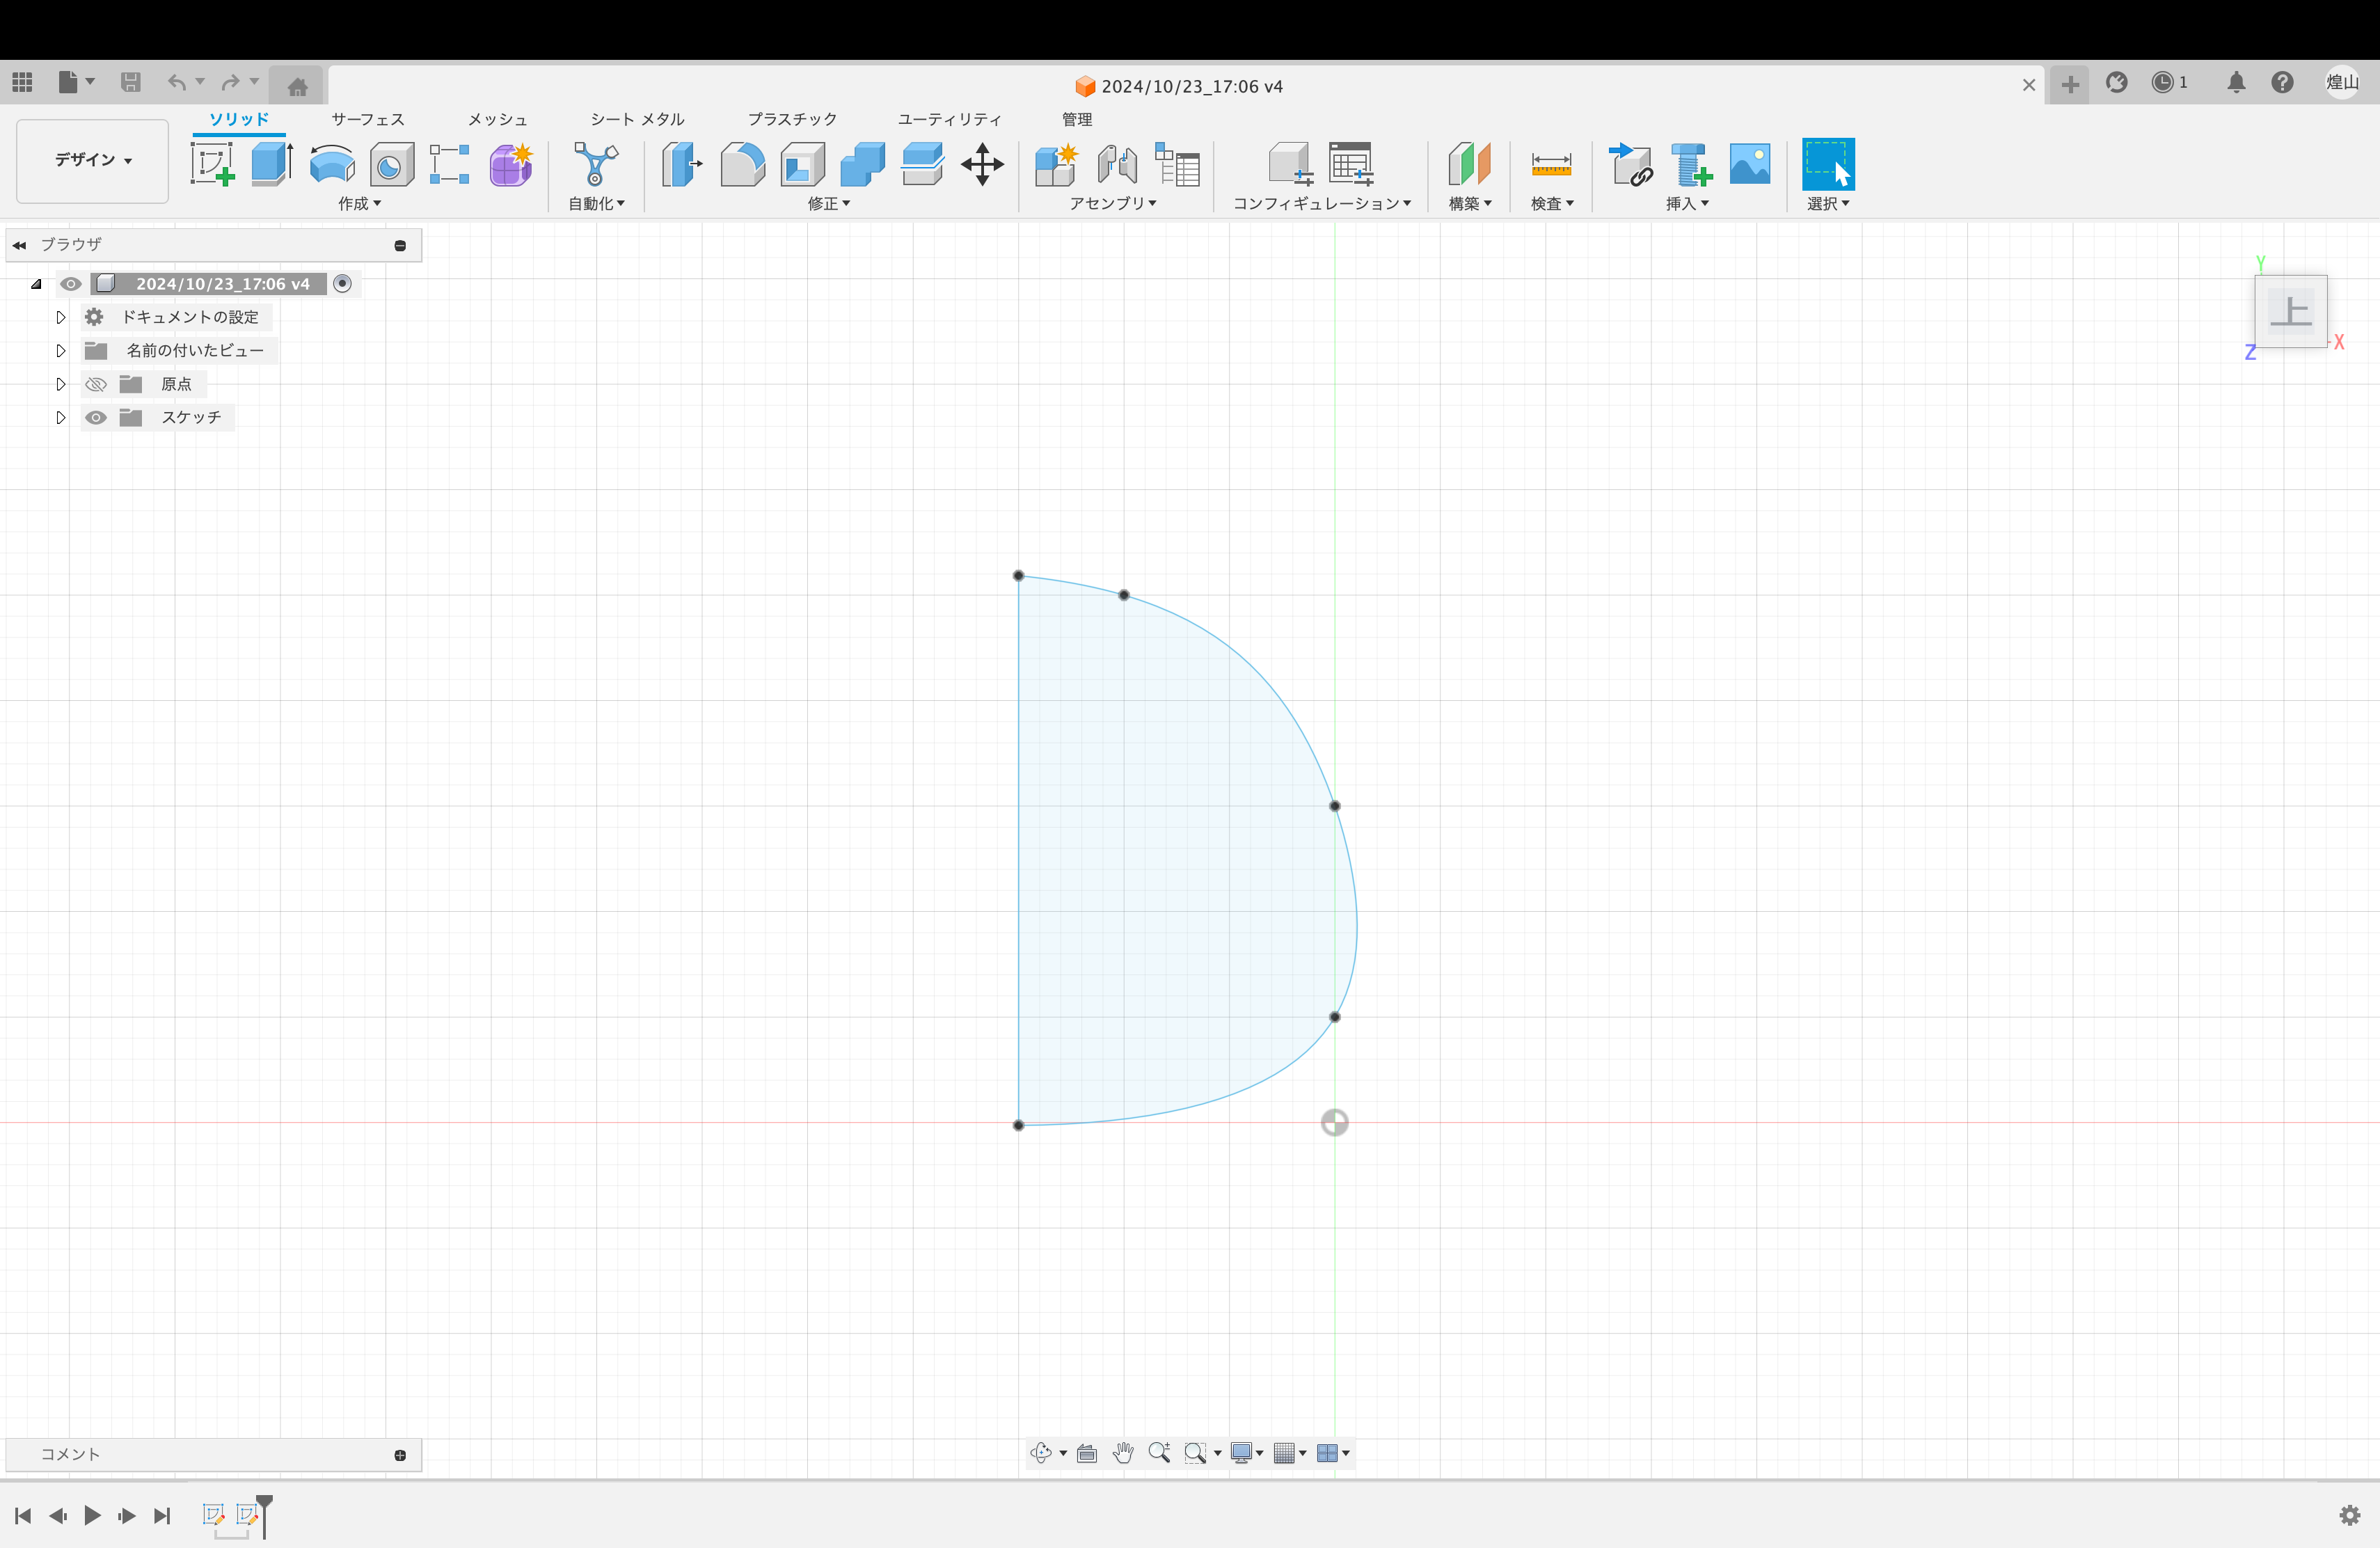 2024/10/23_17:06 v4
1
煌山
ソリッド サーフェス メッシュ シート メタル プラスチック ユーティリティ 管理
デザイン
作成 自動化 修正 アセンブリ コンフィギュレーション 構築 検査 挿入 選択
ブラウザ
2024/10/23_17:06 v4
ドキュメントの設定
名前の付いたビュー
原点
スケッチ
Y
上
X
Z
コメント